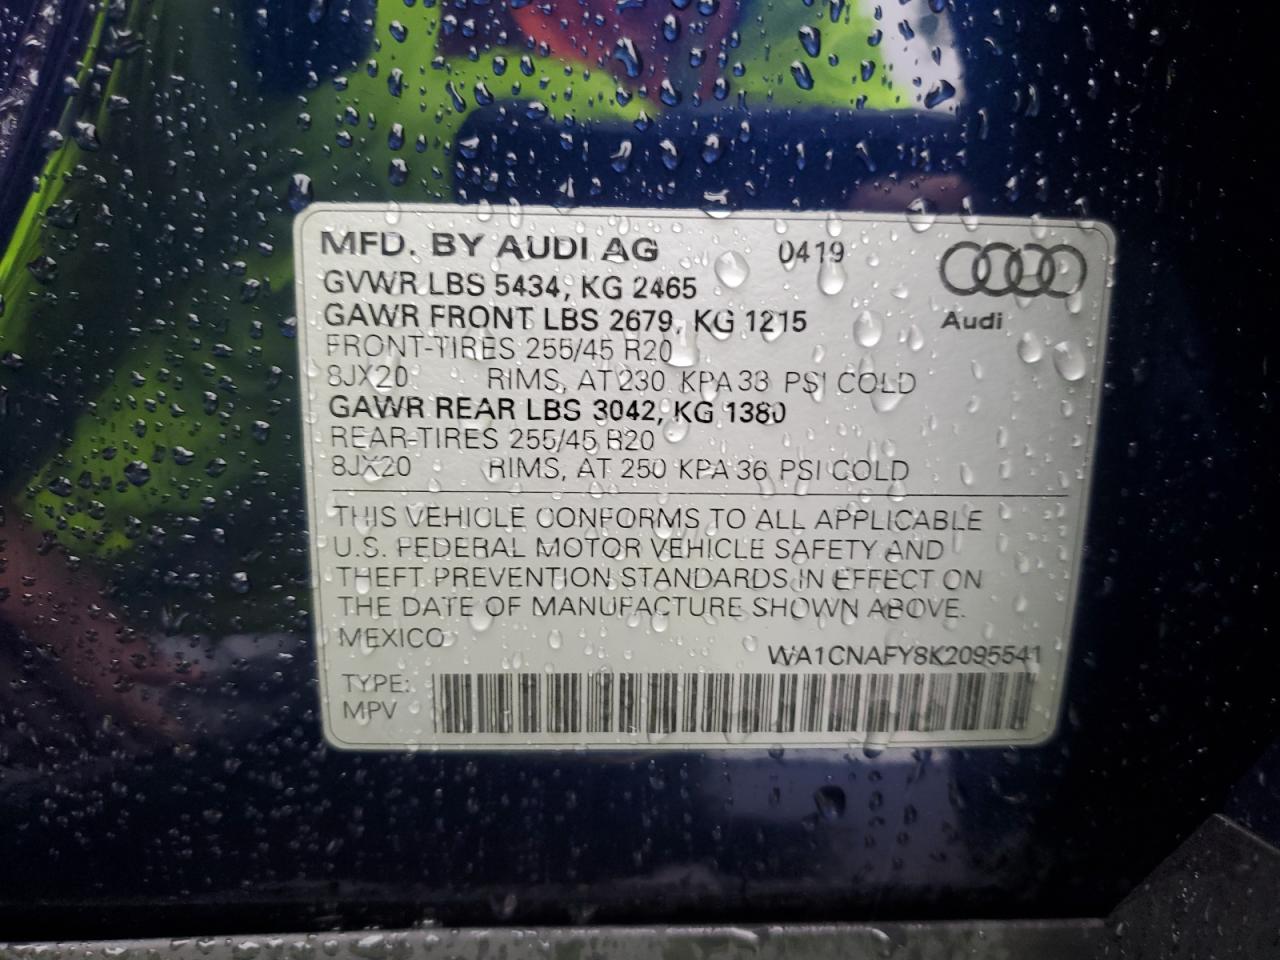 MFD. BY AUDI AG 0419
GVWR LBS 5434, KG 2465
GAWR FRONT LBS 2679, KG 1215
Audi
FRONT-TIRES 255/45 R20
8JX20 RIMS, AT 230 KPA 33 PSI COLD
GAWR REAR LBS 3042, KG 1380
REAR-TIRES 255/45 R20
8JX20 RIMS, AT 250 KPA 36 PSI COLD
THIS VEHICLE CONFORMS TO ALL APPLICABLE
U.S. FEDERAL MOTOR VEHICLE SAFETY AND
THEFT PREVENTION STANDARDS IN EFFECT ON
THE DATE OF MANUFACTURE SHOWN ABOVE.
MEXICO
WA1CNAFY8K2095541
TYPE:
MPV